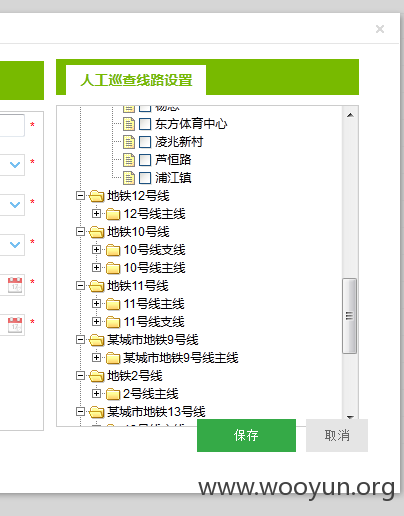 ×
人工巡查线路设置
*
杨思
东方体育中心
*
凌兆新村
芦恒路
浦江镇
地铁12号线
*
12号线主线
地铁10号线
*
10号线支线
10号线主线
地铁11号线
*
11号线主线
11号线支线
*
某城市地铁9号线
某城市地铁9号线主线
地铁2号线
2号线主线
某城市地铁13号线
保存
取消
www.wooyun.org